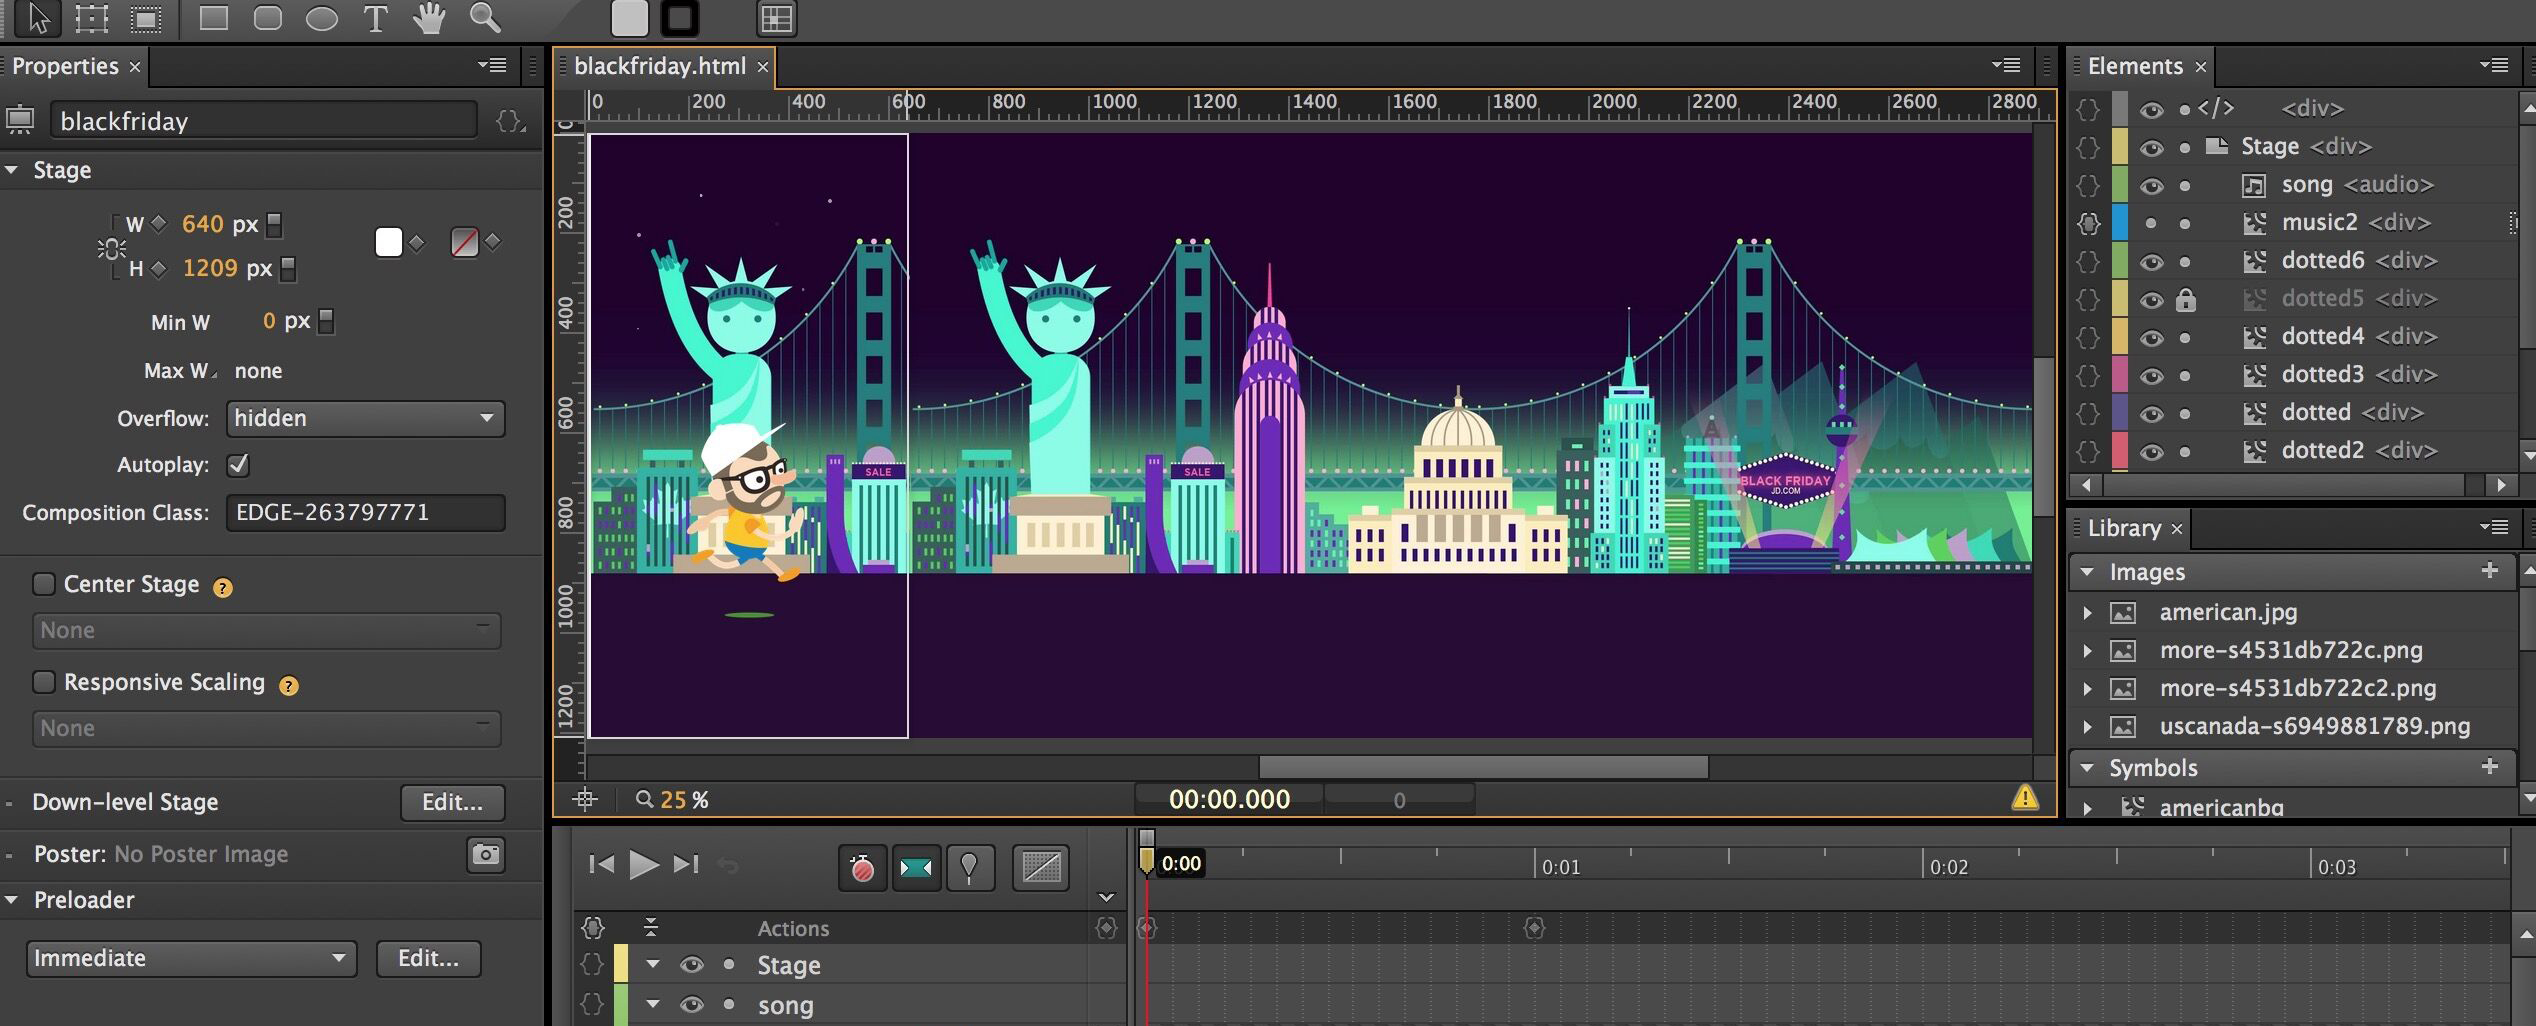 Properties ×
blackfriday
Stage
W 640 px
H 1209 px
Min W 0 px
Max W none
Overflow: hidden
Autoplay:
Composition Class: EDGE-263797771
Center Stage ?
None
Responsive Scaling ?
None
Down-level Stage Edit...
Poster: No Poster Image
Preloader
Immediate Edit...
blackfriday.html ×
0 200 400 600 800 1000 1200 1400 1600 1800 2000 2200 2400 2600 2800
0
200
400
600
800
1000
1200
SALE
SALE
BLACK FRIDAY
JD.COM
25 % 00:00.000 0
0:00 0:01 0:02 0:03
Actions
Stage
song
Elements ×
</> <div>
Stage <div>
song <audio>
music2 <div>
dotted6 <div>
dotted5 <div>
dotted4 <div>
dotted3 <div>
dotted <div>
dotted2 <div>
Library ×
Images +
american.jpg
more-s4531db722c.png
more-s4531db722c2.png
uscanada-s6949881789.png
Symbols +
americanbg